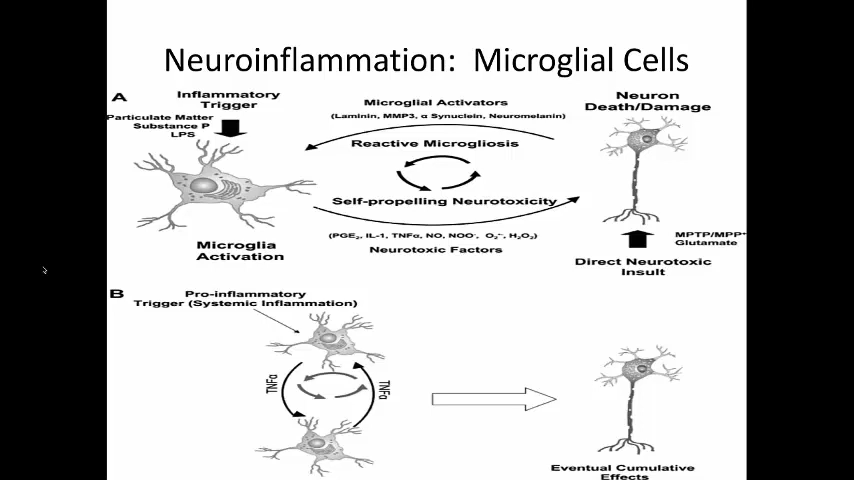 Neuroinflammation: Microglial Cells
A
Inflammatory
Trigger
Particulate Matter
Substance P
LPS
Microglial Activators
(Laminin, MMP3, α Synuclein, Neuromelanin)
Reactive Microgliosis
Self-propelling Neurotoxicity
(PGE₂, IL-1, TNFα, NO, NOO⁻, O₂⁻, H₂O₂)
Neurotoxic Factors
Microglia
Activation
Neuron
Death/Damage
MPTP/MPP⁺
Glutamate
Direct Neurotoxic
Insult
B
Pro-inflammatory
Trigger (Systemic Inflammation)
TNFα
TNFα
Eventual Cumulative
Effects